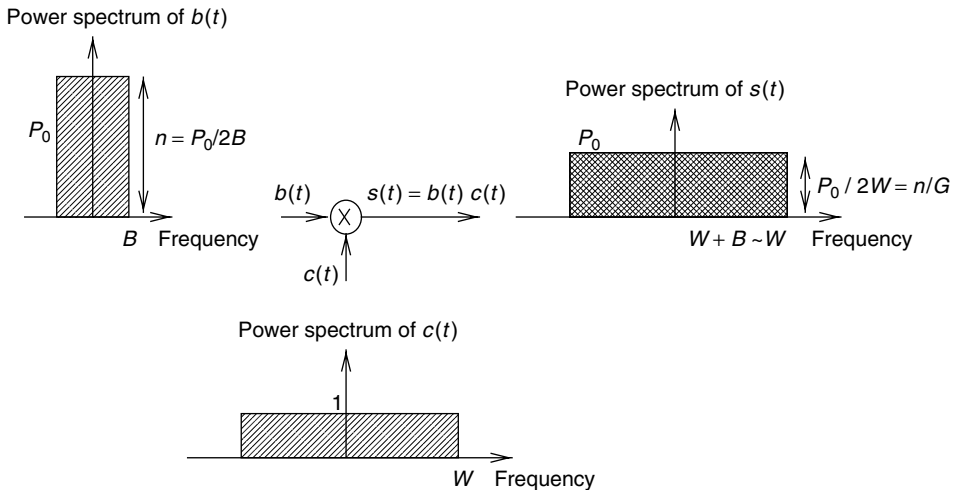 Power spectrum of b(t)
P₀
n = P₀/2B
B Frequency
b(t)
s(t) = b(t) c(t)
X
c(t)
Power spectrum of s(t)
P₀
P₀ / 2W = n/G
W + B ~ W Frequency
Power spectrum of c(t)
1
W Frequency